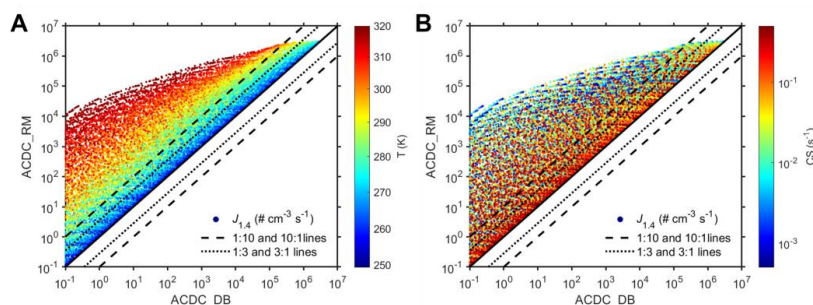 A
ACDC_RM
10^7
10^6
10^5
10^4
10^3
10^2
10^1
10^0
10^-1
10^-1 10^0 10^1 10^2 10^3 10^4 10^5 10^6 10^7
ACDC_DB
J1.4 (# cm^-3 s^-1)
1:10 and 10:1lines
1:3 and 3:1 lines
320
310
300
290
280
270
260
250
T (K)
B
ACDC_RM
10^7
10^6
10^5
10^4
10^3
10^2
10^1
10^0
10^-1
10^-1 10^0 10^1 10^2 10^3 10^4 10^5 10^6 10^7
ACDC_DB
J1.4 (# cm^-3 s^-1)
1:10 and 10:1lines
1:3 and 3:1 lines
10^-1
10^-2
10^-3
CS (s^-1)